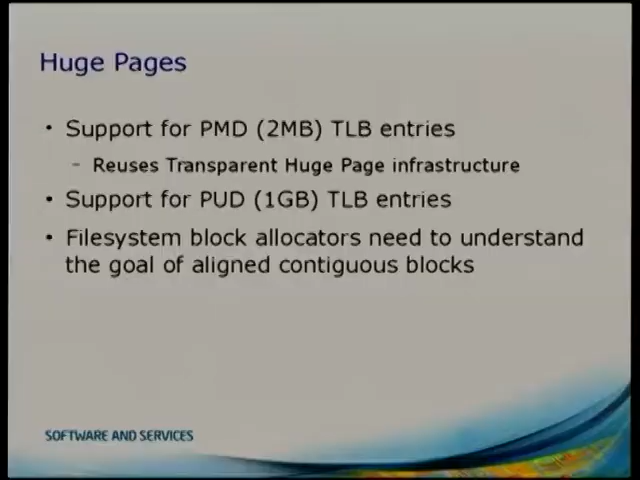 Huge Pages
• Support for PMD (2MB) TLB entries
– Reuses Transparent Huge Page infrastructure
• Support for PUD (1GB) TLB entries
• Filesystem block allocators need to understand
the goal of aligned contiguous blocks
SOFTWARE AND SERVICES